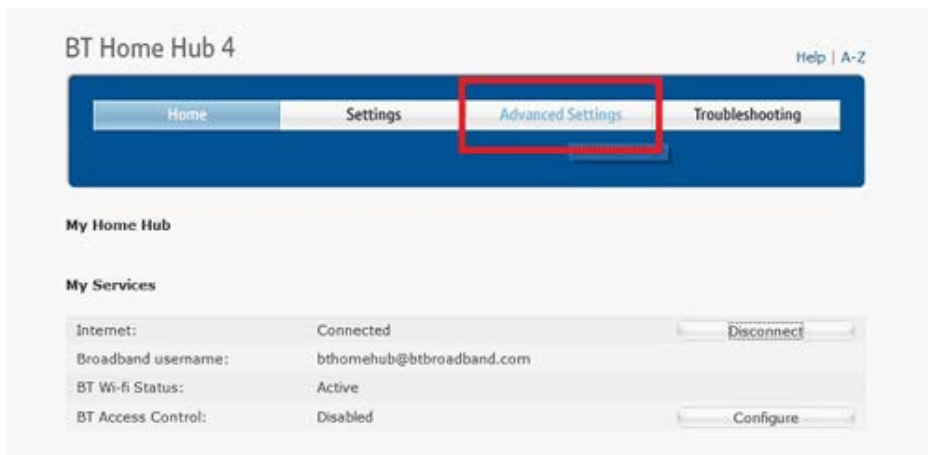 BT Home Hub 4
Help | A-Z
Home Settings Advanced Settings Troubleshooting
My Home Hub
My Services
Internet: Connected Disconnect
Broadband username: bthomehub@btbroadband.com
BT Wi-fi Status: Active
BT Access Control: Disabled Configure